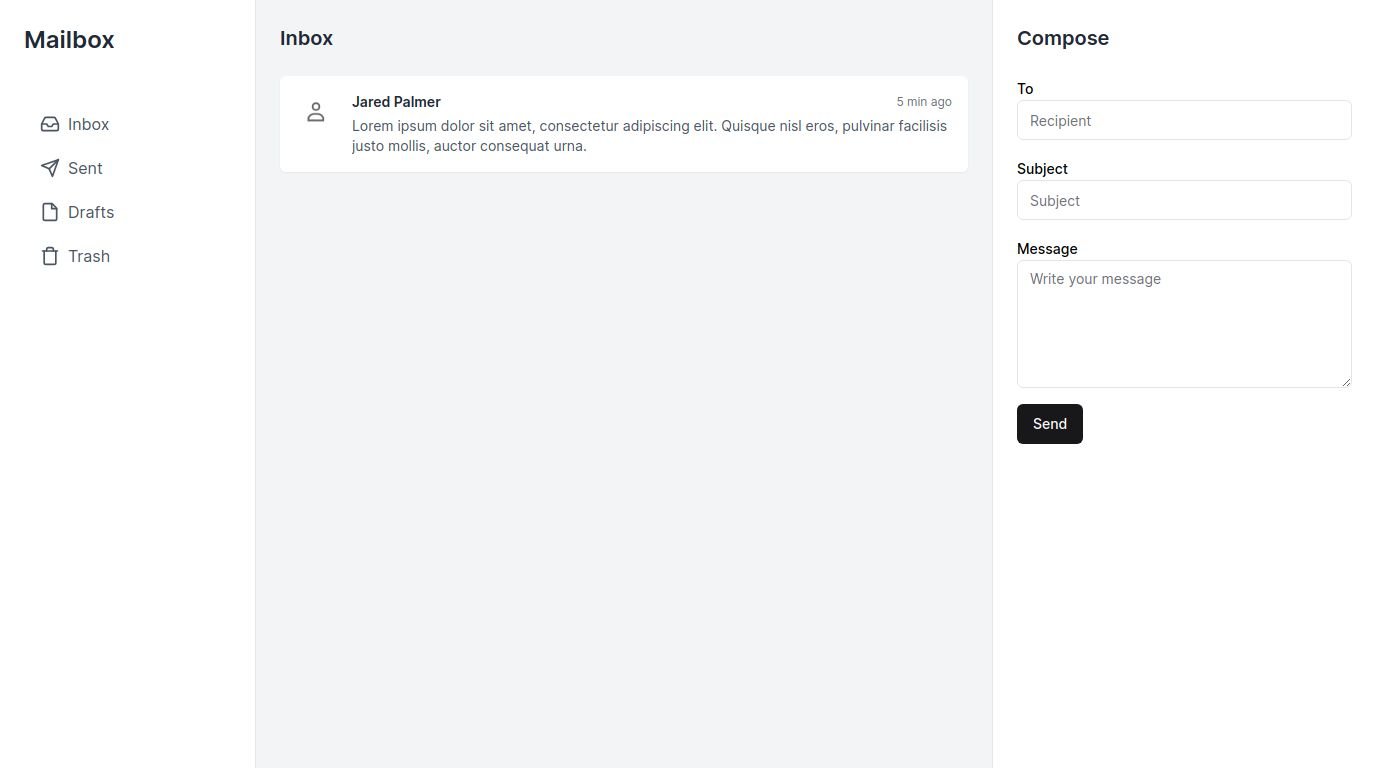 Mailbox
Inbox
Sent
Drafts
Trash
Inbox
Jared Palmer
5 min ago
Lorem ipsum dolor sit amet, consectetur adipiscing elit. Quisque nisl eros, pulvinar facilisis
justo mollis, auctor consequat urna.
Compose
To
Recipient
Subject
Subject
Message
Write your message
Send